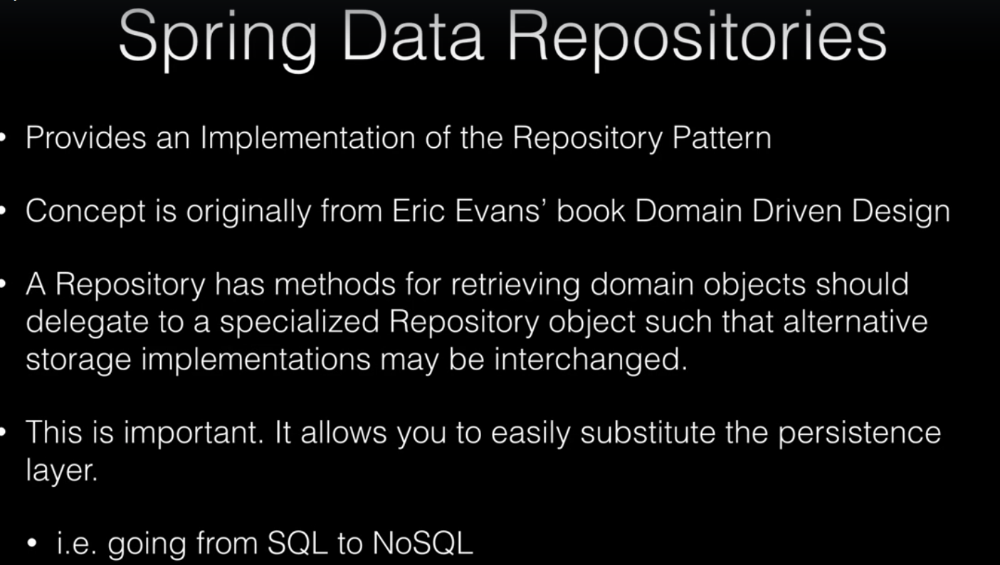 Spring Data Repositories
• Provides an Implementation of the Repository Pattern
• Concept is originally from Eric Evans’ book Domain Driven Design
• A Repository has methods for retrieving domain objects should
delegate to a specialized Repository object such that alternative
storage implementations may be interchanged.
• This is important. It allows you to easily substitute the persistence
layer.
• i.e. going from SQL to NoSQL